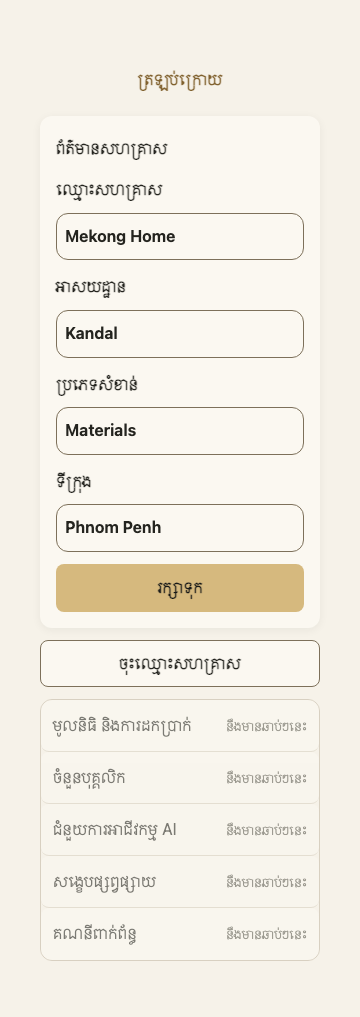 ត្រឡប់ក្រោយ
ព័ត៌មានសហគ្រាស
ឈ្មោះសហគ្រាស
Mekong Home
អាសយដ្ឋាន
Kandal
ប្រភេទសំខាន់
Materials
ទីក្រុង
Phnom Penh
រក្សាទុក
ចុះឈ្មោះសហគ្រាស
មូលនិធិ និងការដកប្រាក់ នឹងមានឆាប់ៗនេះ
ចំនួនបុគ្គលិក នឹងមានឆាប់ៗនេះ
ជំនួយការអាជីវកម្ម AI នឹងមានឆាប់ៗនេះ
សង្ខេបផ្សព្វផ្សាយ នឹងមានឆាប់ៗនេះ
គណនីពាក់ព័ន្ធ នឹងមានឆាប់ៗនេះ